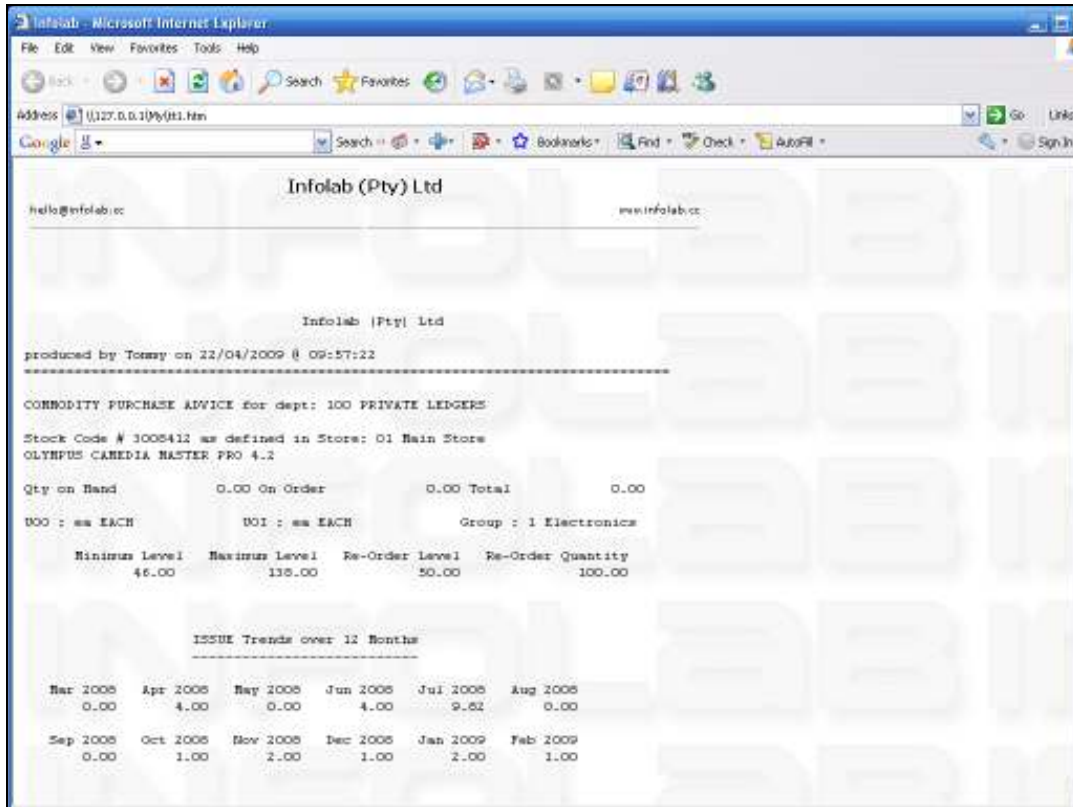 Infolab - Microsoft Internet Explorer
File Edit View Favorites Tools Help
Back Search Favorites
Address Go Links
Google Search Bookmarks Find Check AutoFill Sign In
Infolab (Pty) Ltd
hello@infolab.cc www.infolab.cc
Infolab (Pty) Ltd
produced by Tommy on 22/04/2009 @ 09:57:22
COMMODITY PURCHASE ADVICE for dept: 100 PRIVATE LEDGERS
Stock Code # 3008412 as defined in Store: 01 Main Store
OLYMPUS CAMEDIA MASTER PRO 4.2
Qty on Hand 0.00 On Order 0.00 Total 0.00
UOO : ea EACH UOI : ea EACH Group : 1 Electronics
Minimum Level Maximum Level Re-Order Level Re-Order Quantity
46.00 138.00 50.00 100.00
ISSUE Trends over 12 Months
Mar 2008 Apr 2008 May 2008 Jun 2008 Jul 2008 Aug 2008
0.00 4.00 0.00 4.00 9.82 0.00
Sep 2008 Oct 2008 Nov 2008 Dec 2008 Jan 2009 Feb 2009
0.00 1.00 2.00 1.00 2.00 1.00